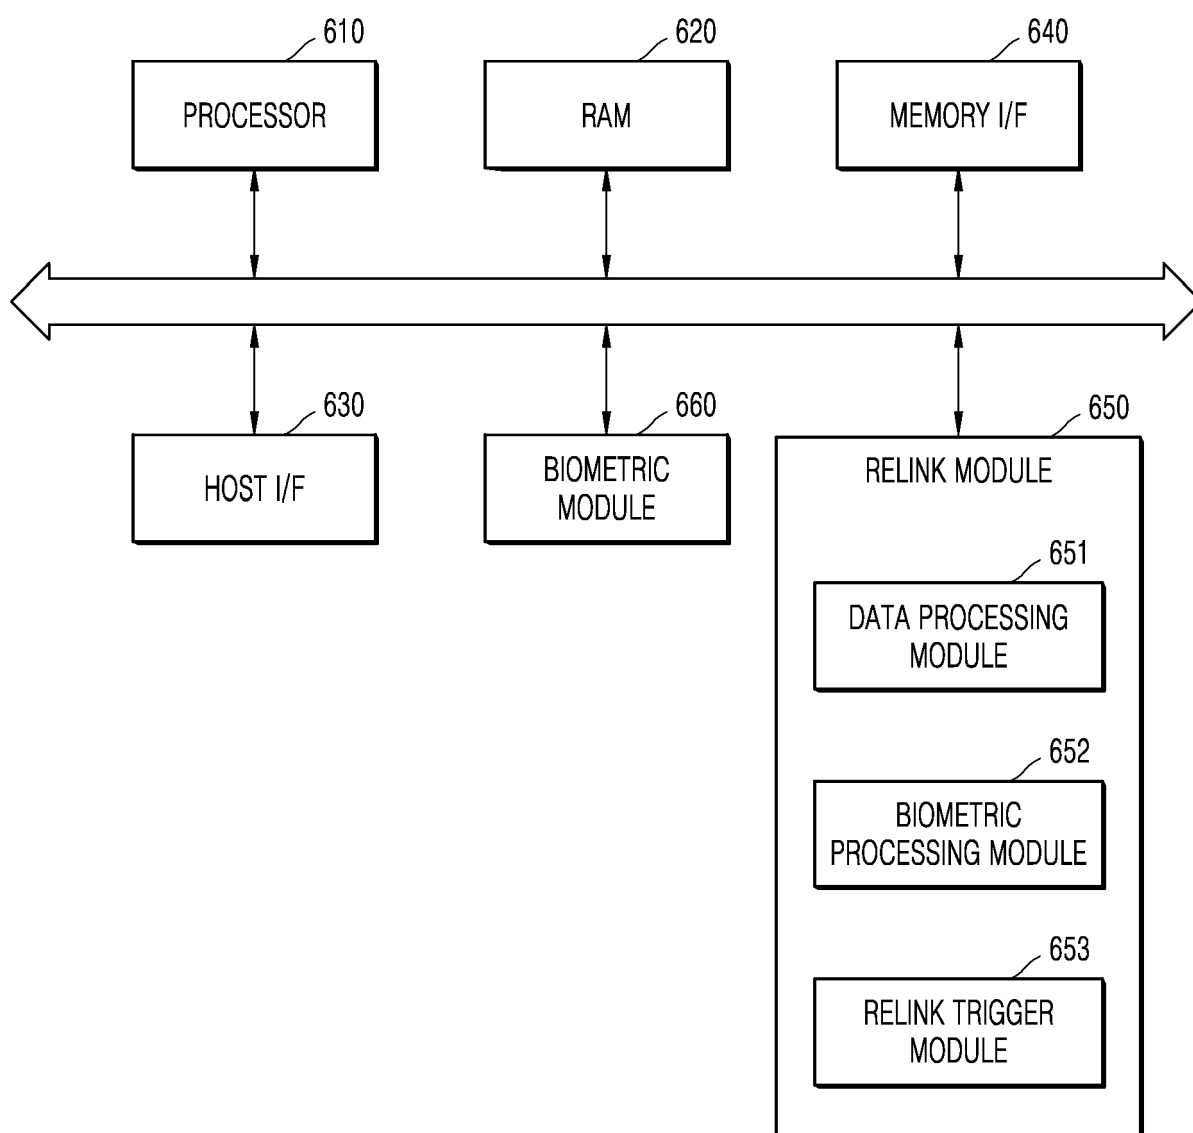 610
620
640
PROCESSOR
RAM
MEMORY I/F
630
660
650
HOST I/F
BIOMETRIC
MODULE
RELINK MODULE
651
DATA PROCESSING
MODULE
652
BIOMETRIC
PROCESSING MODULE
653
RELINK TRIGGER
MODULE